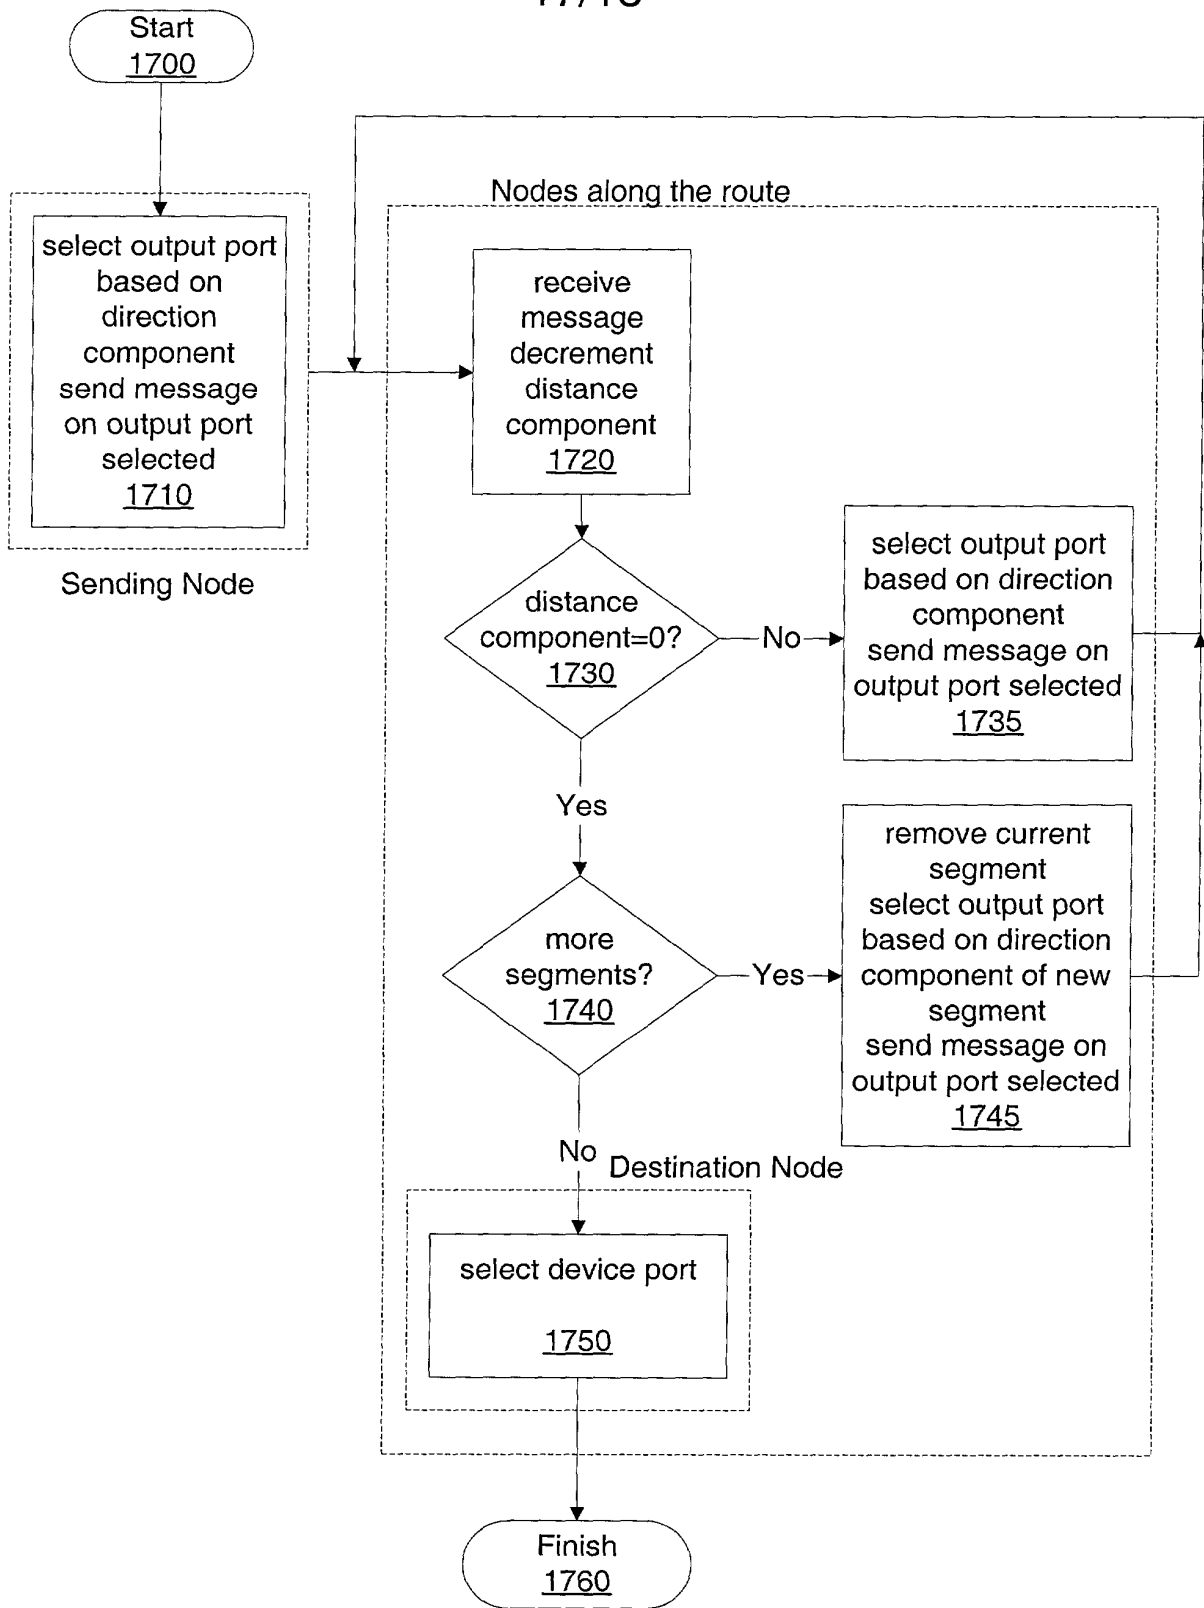 Start
1700
Nodes along the route
select output port
based on
direction
component
send message
on output port
selected
1710
Sending Node
receive
message
decrement
distance
component
1720
distance
component=0?
1730
No
select output port
based on direction
component
send message on
output port selected
1735
Yes
more
segments?
1740
Yes
remove current
segment
select output port
based on direction
component of new
segment
send message on
output port selected
1745
No
Destination Node
select device port
1750
Finish
1760